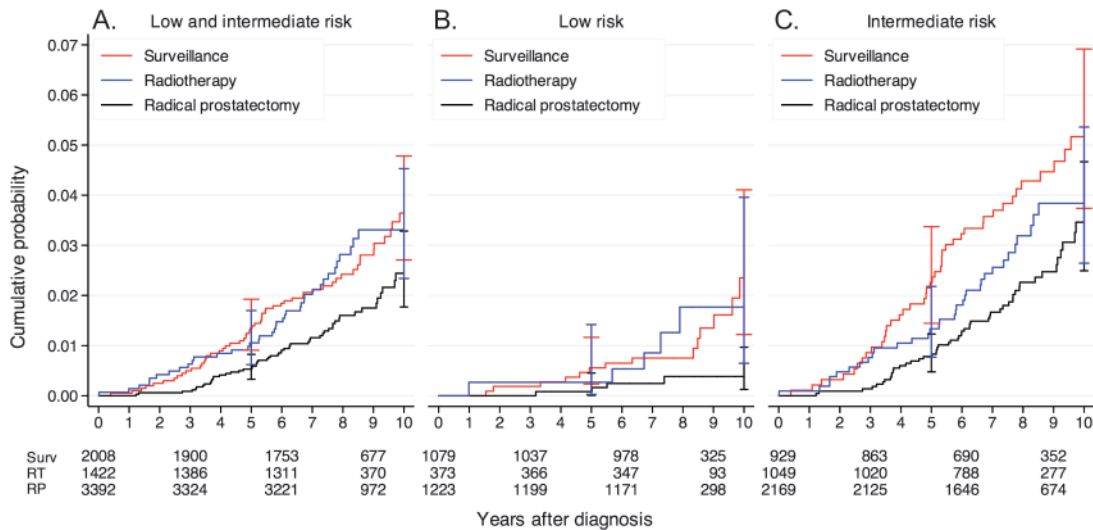 A. Low and intermediate risk B. Low risk C. Intermediate risk
0.07
0.06
0.05
0.04
0.03
0.02
0.01
0.00
Cumulative probability
Surveillance
Radiotherapy
Radical prostatectomy
Surveillance
Radiotherapy
Radical prostatectomy
Surveillance
Radiotherapy
Radical prostatectomy
0 1 2 3 4 5 6 7 8 9 10 0 1 2 3 4 5 6 7 8 9 10 0 1 2 3 4 5 6 7 8 9 10
Surv 2008 1900 1753 677 1079 1037 978 325 929 863 690 352
RT 1422 1386 1311 370 373 366 347 93 1049 1020 788 277
RP 3392 3324 3221 972 1223 1199 1171 298 2169 2125 1646 674
Years after diagnosis